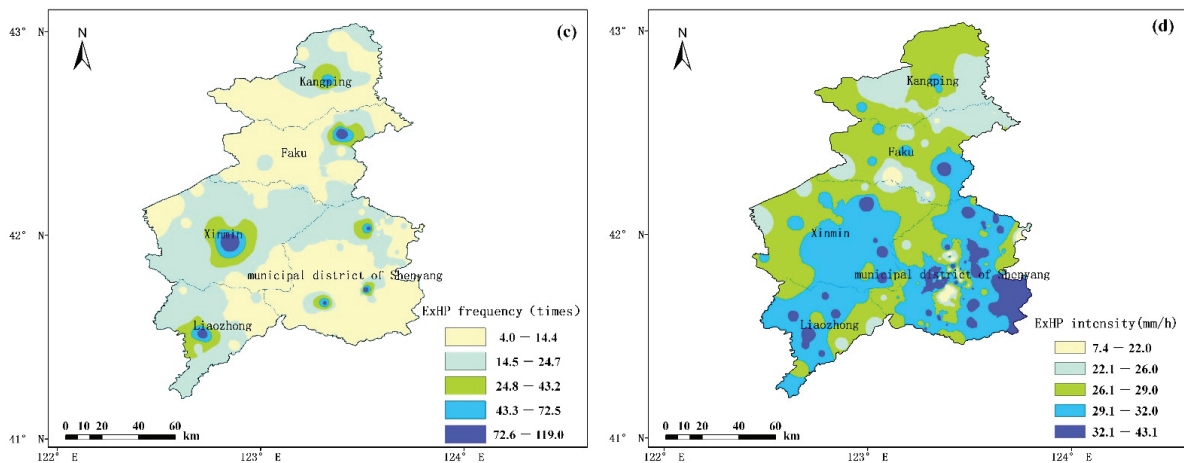 43° N
N
(c)
Kangping
Faku
42° N
Xinmin
municipal district of Shenyang
Liaozhong
ExHP frequency (times)
4.0 — 14.4
14.5 — 24.7
24.8 — 43.2
43.3 — 72.5
72.6 — 119.0
0 10 20 40 60
km
41° N
122° E
123° E
124° E
43° N
N
(d)
Kangping
Faku
42° N
Xinmin
municipal district of Shenyang
Liaozhong
ExHP intensity(mm/h)
7.4 — 22.0
22.1 — 26.0
26.1 — 29.0
29.1 — 32.0
32.1 — 43.1
0 10 20 40 60
km
41° N
122° E
123° E
124° E